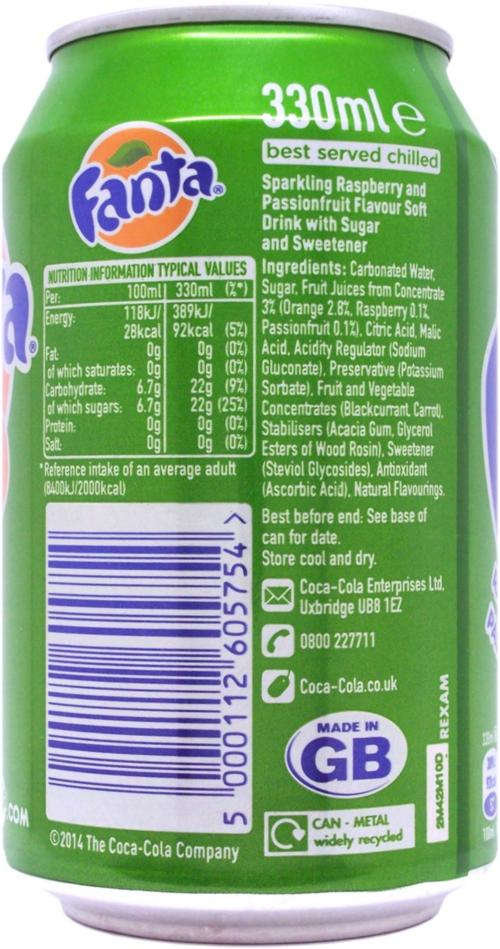 330ml e
best served chilled
Fanta®
Sparkling Raspberry and
Passionfruit Flavour Soft
Drink with Sugar
and Sweetener
NUTRITION INFORMATION TYPICAL VALUES
Per: 100ml 330ml (%*)
Energy: 118kJ/ 389kJ/
28kcal 92kcal (5%)
Fat: 0g 0g (0%)
of which saturates: 0g 0g (0%)
Carbohydrate: 6.7g 22g (9%)
of which sugars: 6.7g 22g (25%)
Protein: 0g 0g (0%)
Salt: 0g 0g (0%)
*Reference intake of an average adult
(8400kJ/2000kcal)
Ingredients: Carbonated Water,
Sugar, Fruit Juices from Concentrate
3% (Orange 2.8%, Raspberry 0.1%,
Passionfruit 0.1%), Citric Acid, Malic
Acid, Acidity Regulator (Sodium
Gluconate), Preservative (Potassium
Sorbate), Fruit and Vegetable
Concentrates (Blackcurrant, Carrot),
Stabilisers (Acacia Gum, Glycerol
Esters of Wood Rosin), Sweetener
(Steviol Glycosides), Antioxidant
(Ascorbic Acid), Natural Flavourings.
Best before end: See base of
can for date.
Store cool and dry.
Coca-Cola Enterprises Ltd,
Uxbridge UB8 1EZ
0800 227711
Coca-Cola.co.uk
5 000112 605754 >
MADE IN
GB
CAN - METAL
widely recycled
2M42M10D
REXAM
©2014 The Coca-Cola Company
a®
.COM